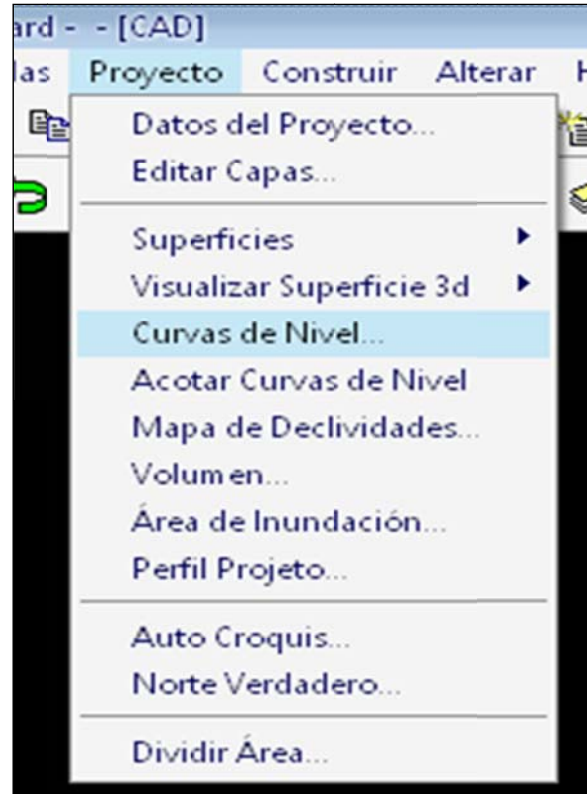 ard - - [CAD]
las Proyecto Construir Alterar H
Datos del Proyecto...
Editar Capas...
Superficies
Visualizar Superficie 3d
Curvas de Nivel...
Acotar Curvas de Nivel
Mapa de Declividades...
Volumen...
Área de Inundación...
Perfil Projeto...
Auto Croquis...
Norte Verdadero...
Dividir Área...